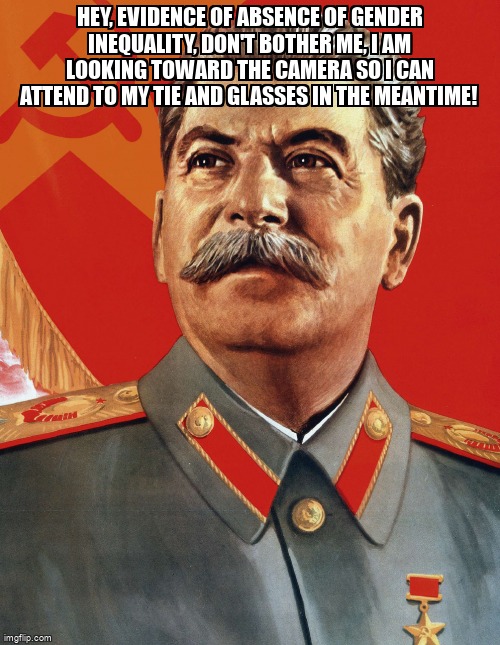 HEY, EVIDENCE OF ABSENCE OF GENDER
INEQUALITY, DON'T BOTHER ME, I AM
LOOKING TOWARD THE CAMERA SO I CAN
ATTEND TO MY TIE AND GLASSES IN THE MEANTIME!
imgflip.com